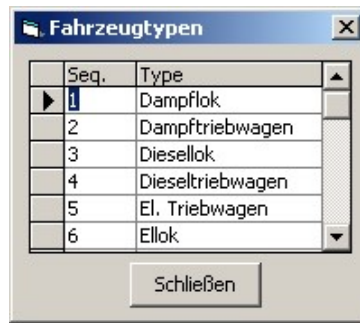 Fahrzeugtypen
Seq. Type
1 Dampflok
2 Dampftriebwagen
3 Diesellok
4 Dieseltriebwagen
5 El. Triebwagen
6 Ellok
Schließen